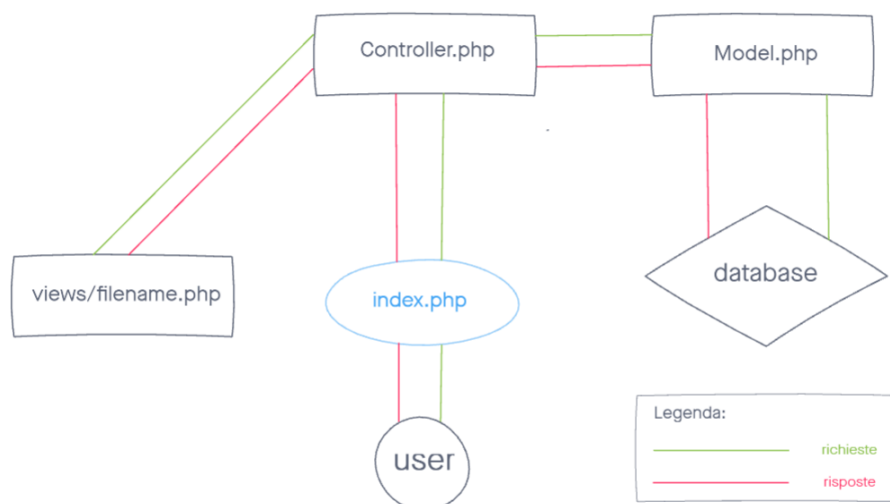 Controller.php
Model.php
views/filename.php
index.php
database
user
Legenda:
richieste
risposte